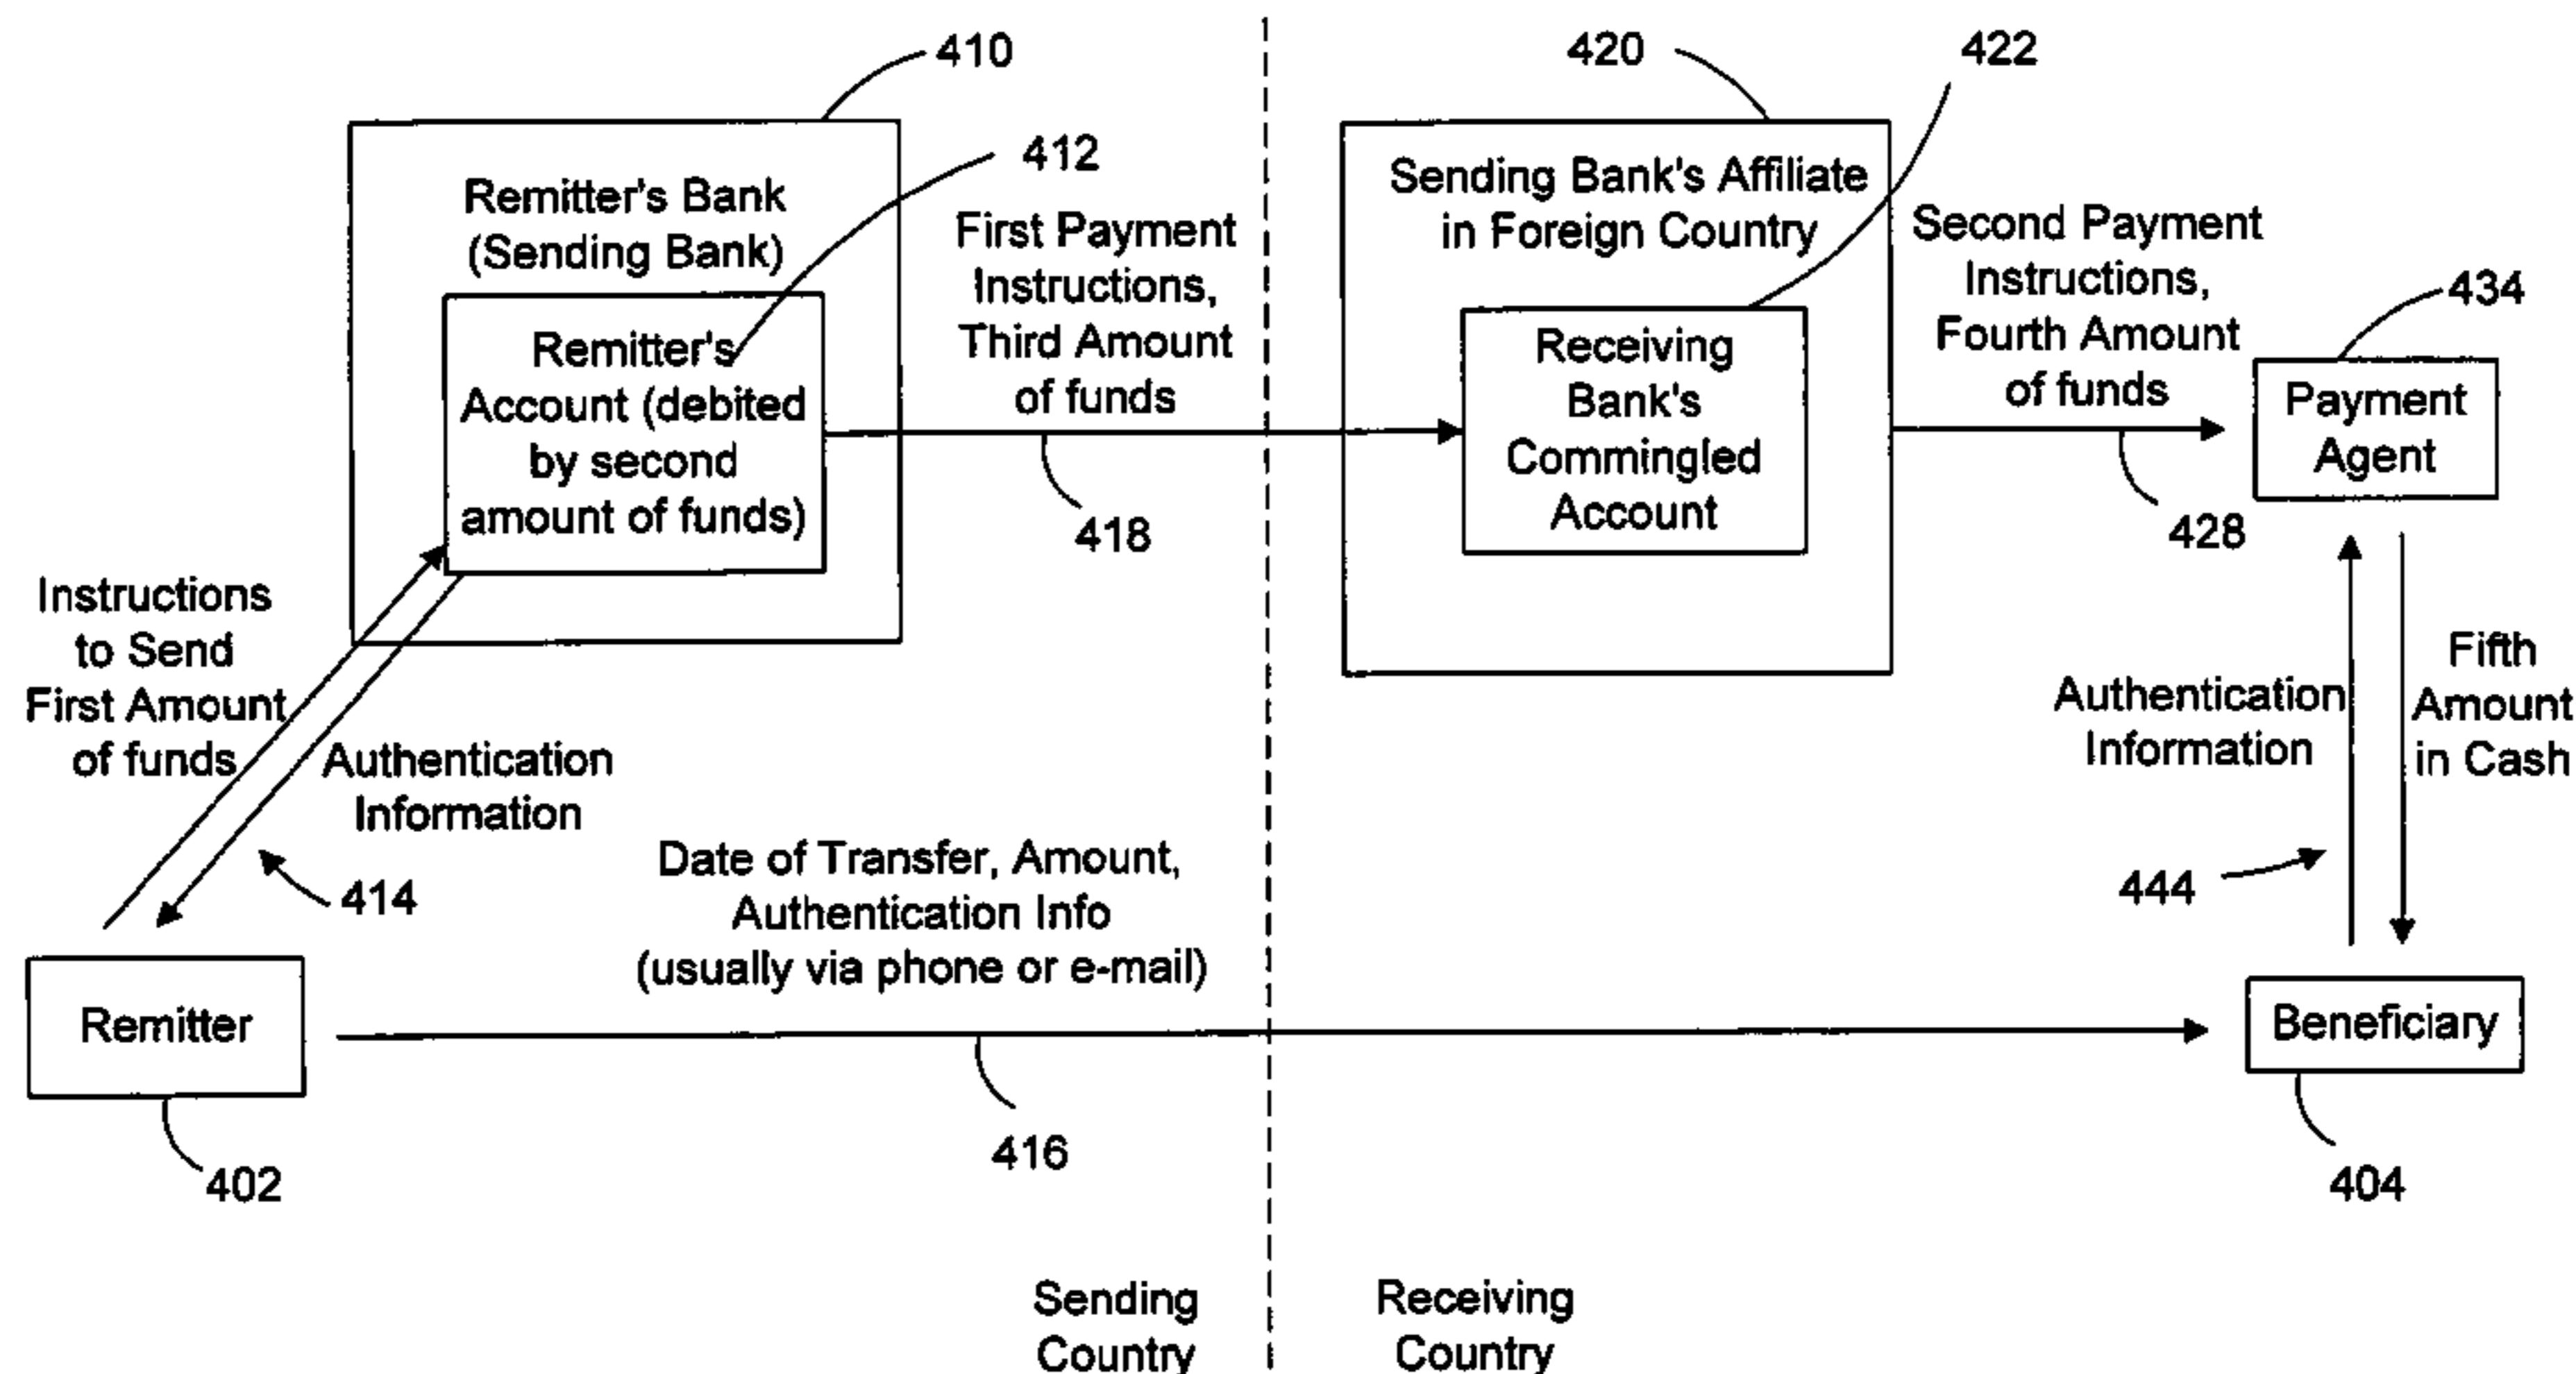 410
420
422
412
Remitter's Bank
(Sending Bank)
Remitter's
Account (debited
by second
amount of funds)
First Payment
Instructions,
Third Amount
of funds
418
Sending Bank's Affiliate
in Foreign Country
Receiving
Bank's
Commingled
Account
Second Payment
Instructions,
Fourth Amount
of funds
428
434
Payment
Agent
Instructions
to Send
First Amount
of funds
Authentication
Information
414
Date of Transfer, Amount,
Authentication Info
(usually via phone or e-mail)
416
Authentication
Information
Fifth
Amount
in Cash
444
Remitter
402
Beneficiary
404
Sending
Country
Receiving
Country